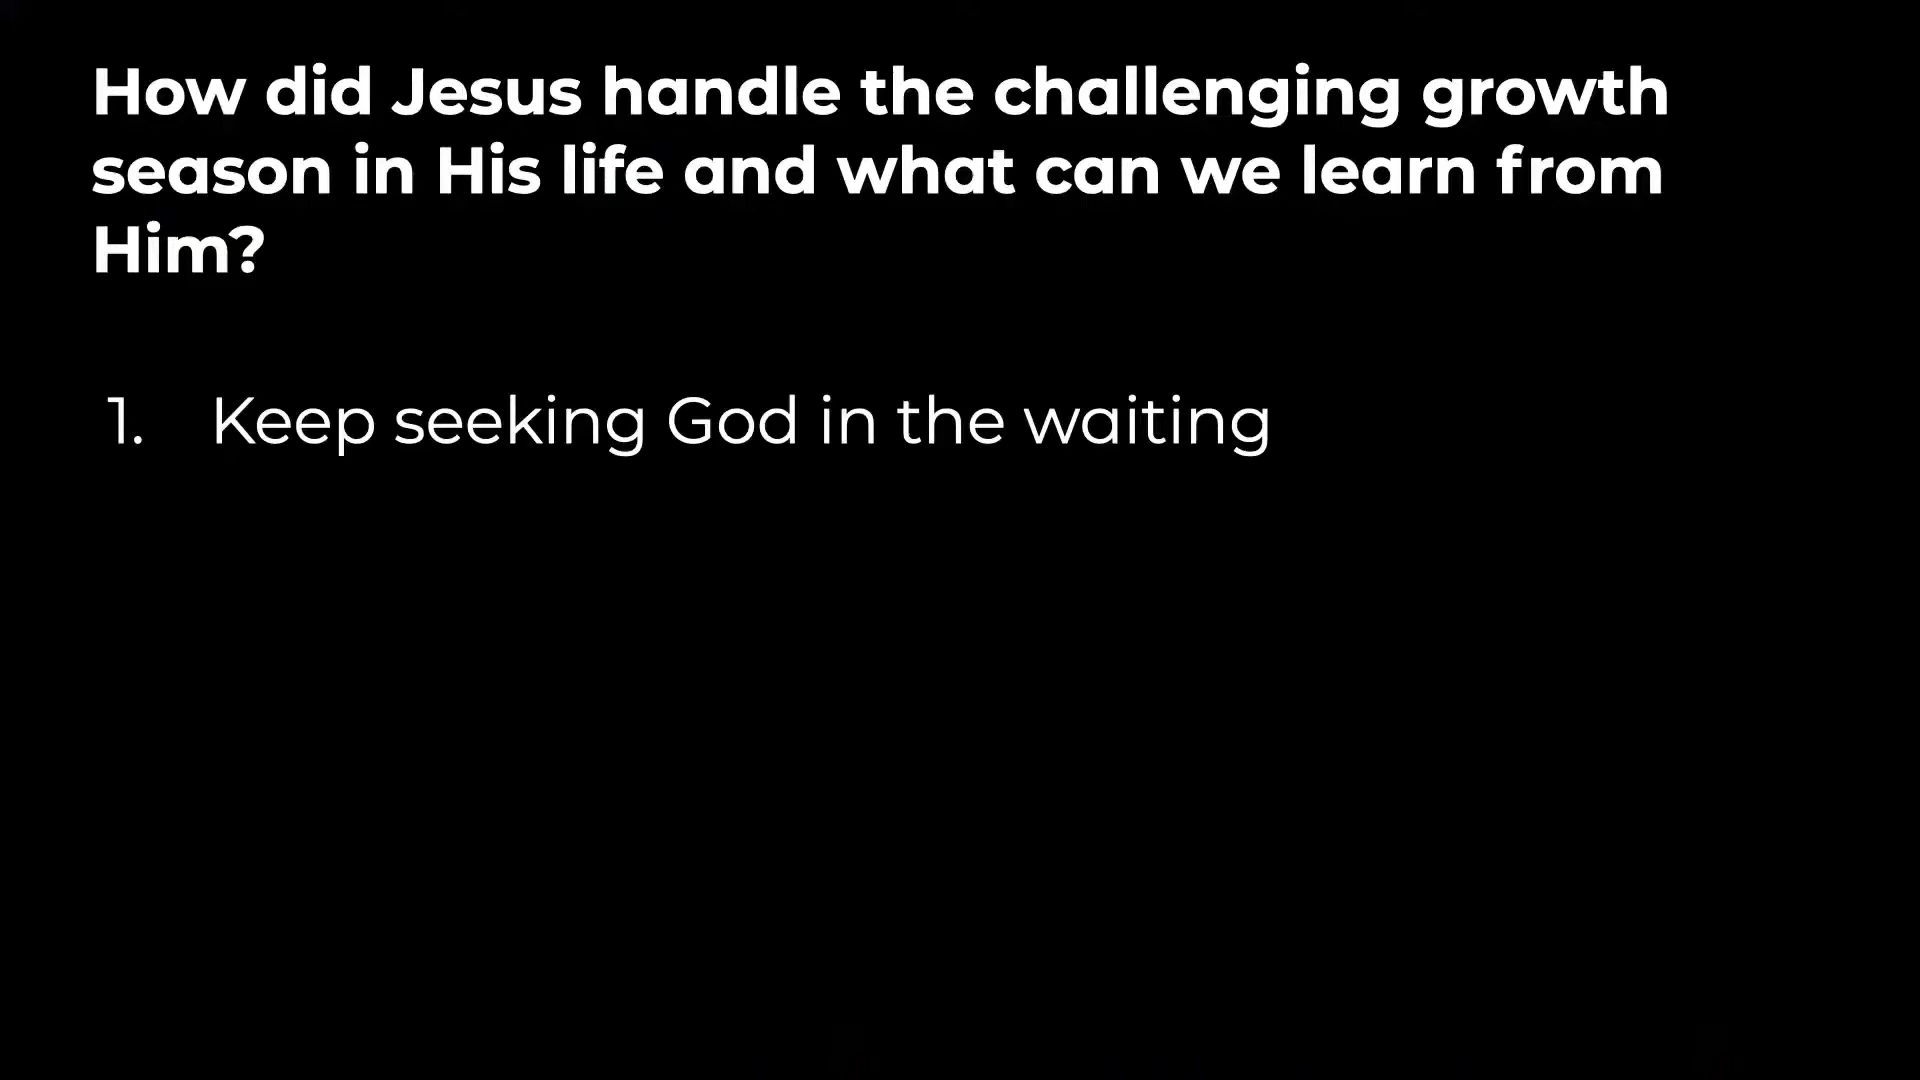 How did Jesus handle the challenging growth
season in His life and what can we learn from
Him?
1. Keep seeking God in the waiting